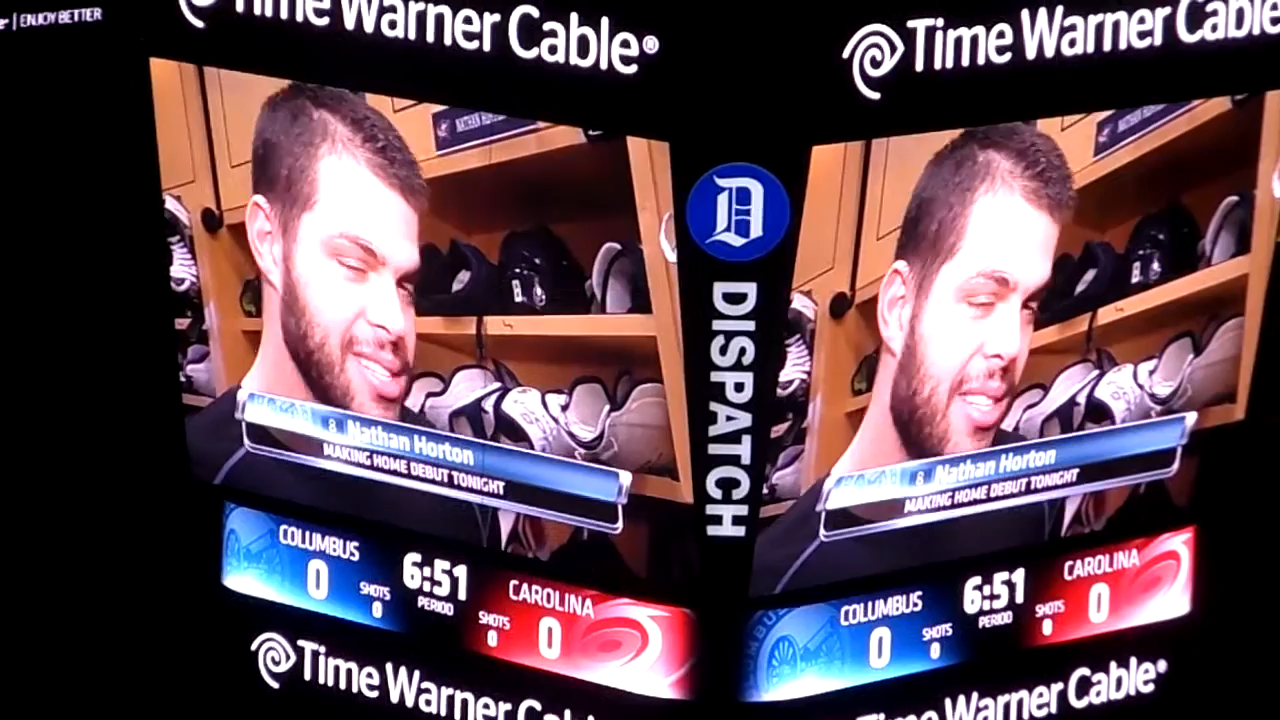 ENJOY BETTER
Time Warner Cable
Time Warner Cable
NATHAN
NATHAN
D
DISPATCH
8 Nathan Horton
MAKING HOME DEBUT TONIGHT
8 Nathan Horton
MAKING HOME DEBUT TONIGHT
COLUMBUS
0
SHOTS
0
6:51
PERIOD
CAROLINA
SHOTS
0
0
COLUMBUS
0
SHOTS
0
6:51
PERIOD
CAROLINA
SHOTS
0
0
Time Warner Cable
Time Warner Cable